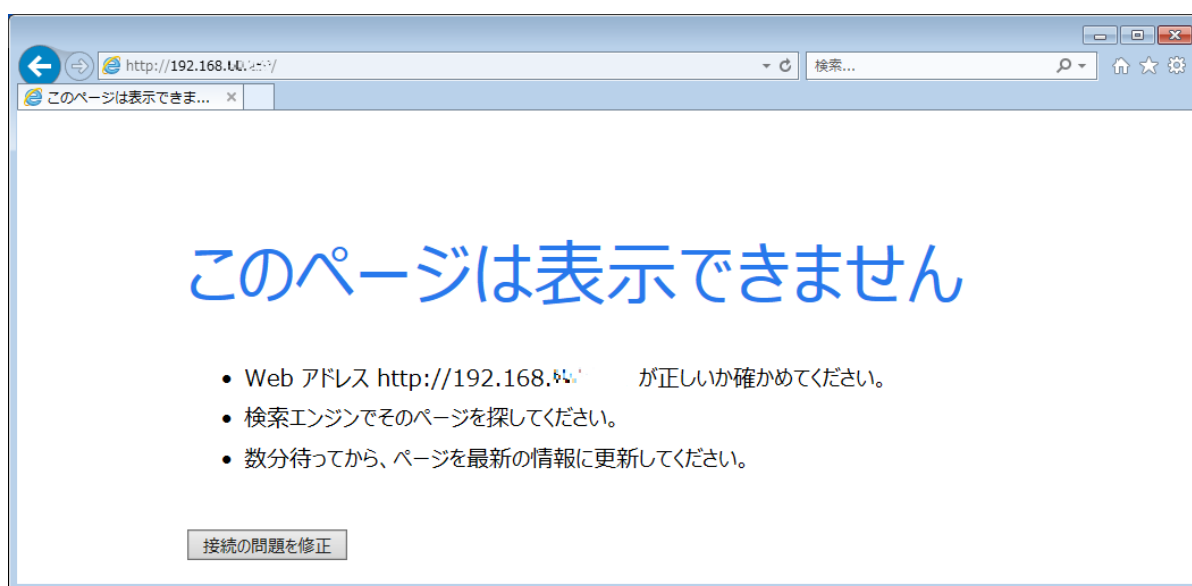 http://192.168.
検索...
このページは表示できま...
このページは表示できません
• Web アドレス http://192.168. が正しいか確かめてください。
• 検索エンジンでそのページを探してください。
• 数分待ってから、ページを最新の情報に更新してください。
接続の問題を修正